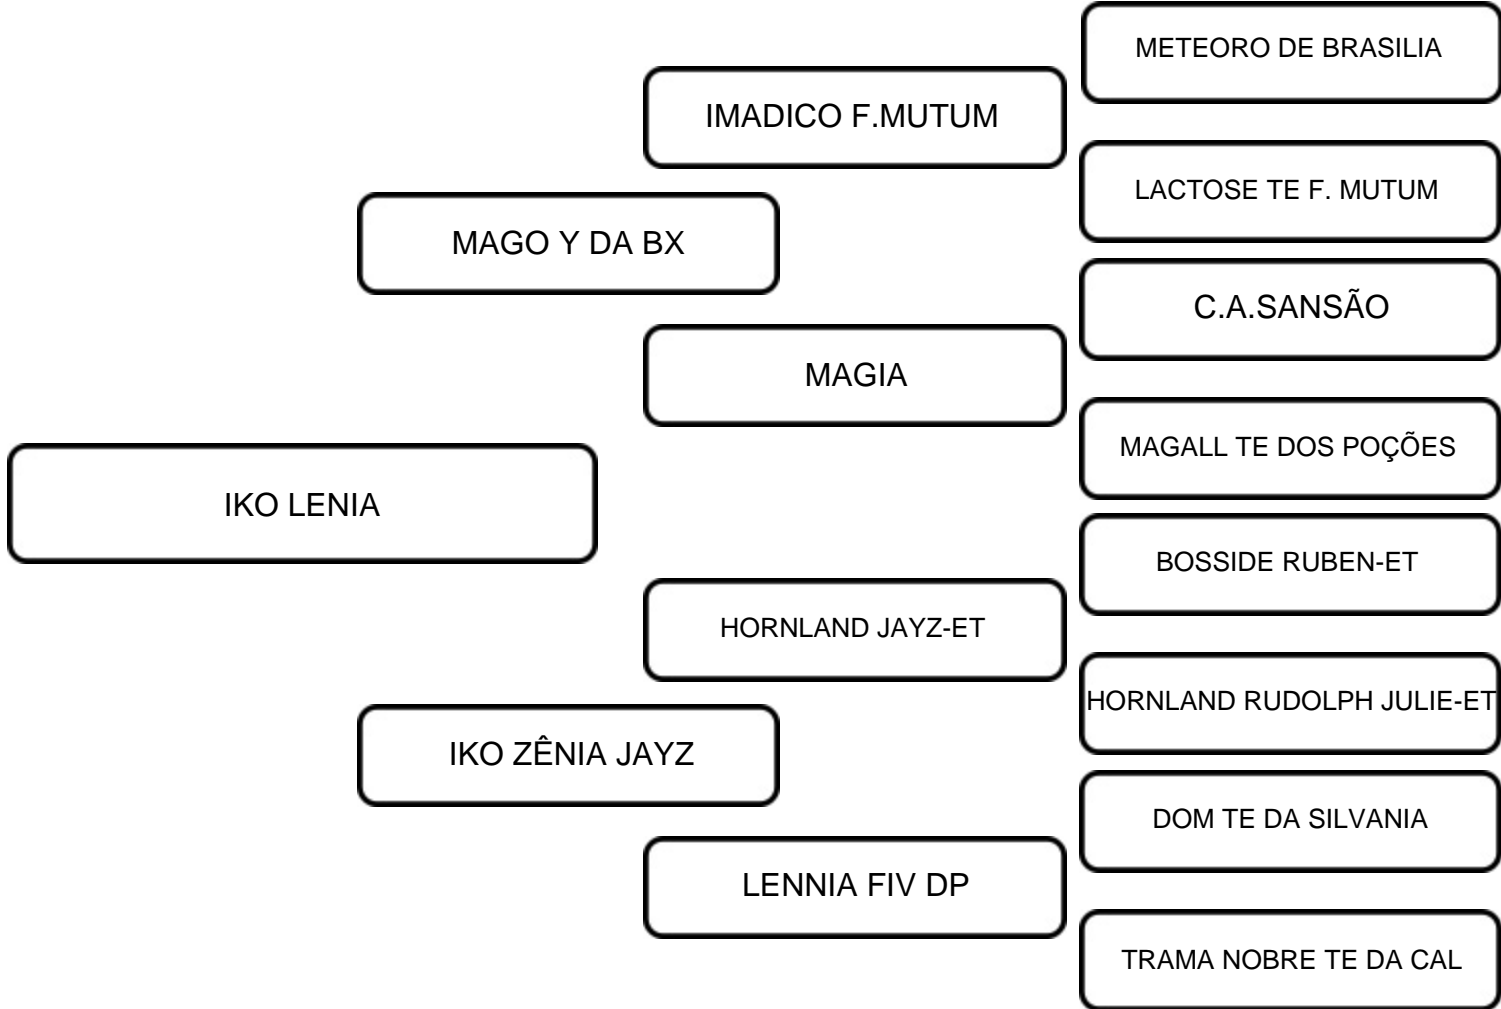 METEORO DE BRASILIA
IMADICO F.MUTUM
LACTOSE TE F. MUTUM
MAGO Y DA BX
C.A.SANSÃO
MAGIA
MAGALL TE DOS POÇÕES
IKO LENIA
BOSSIDE RUBEN-ET
HORNLAND JAYZ-ET
HORNLAND RUDOLPH JULIE-ET
IKO ZÊNIA JAYZ
DOM TE DA SILVANIA
LENNIA FIV DP
TRAMA NOBRE TE DA CAL